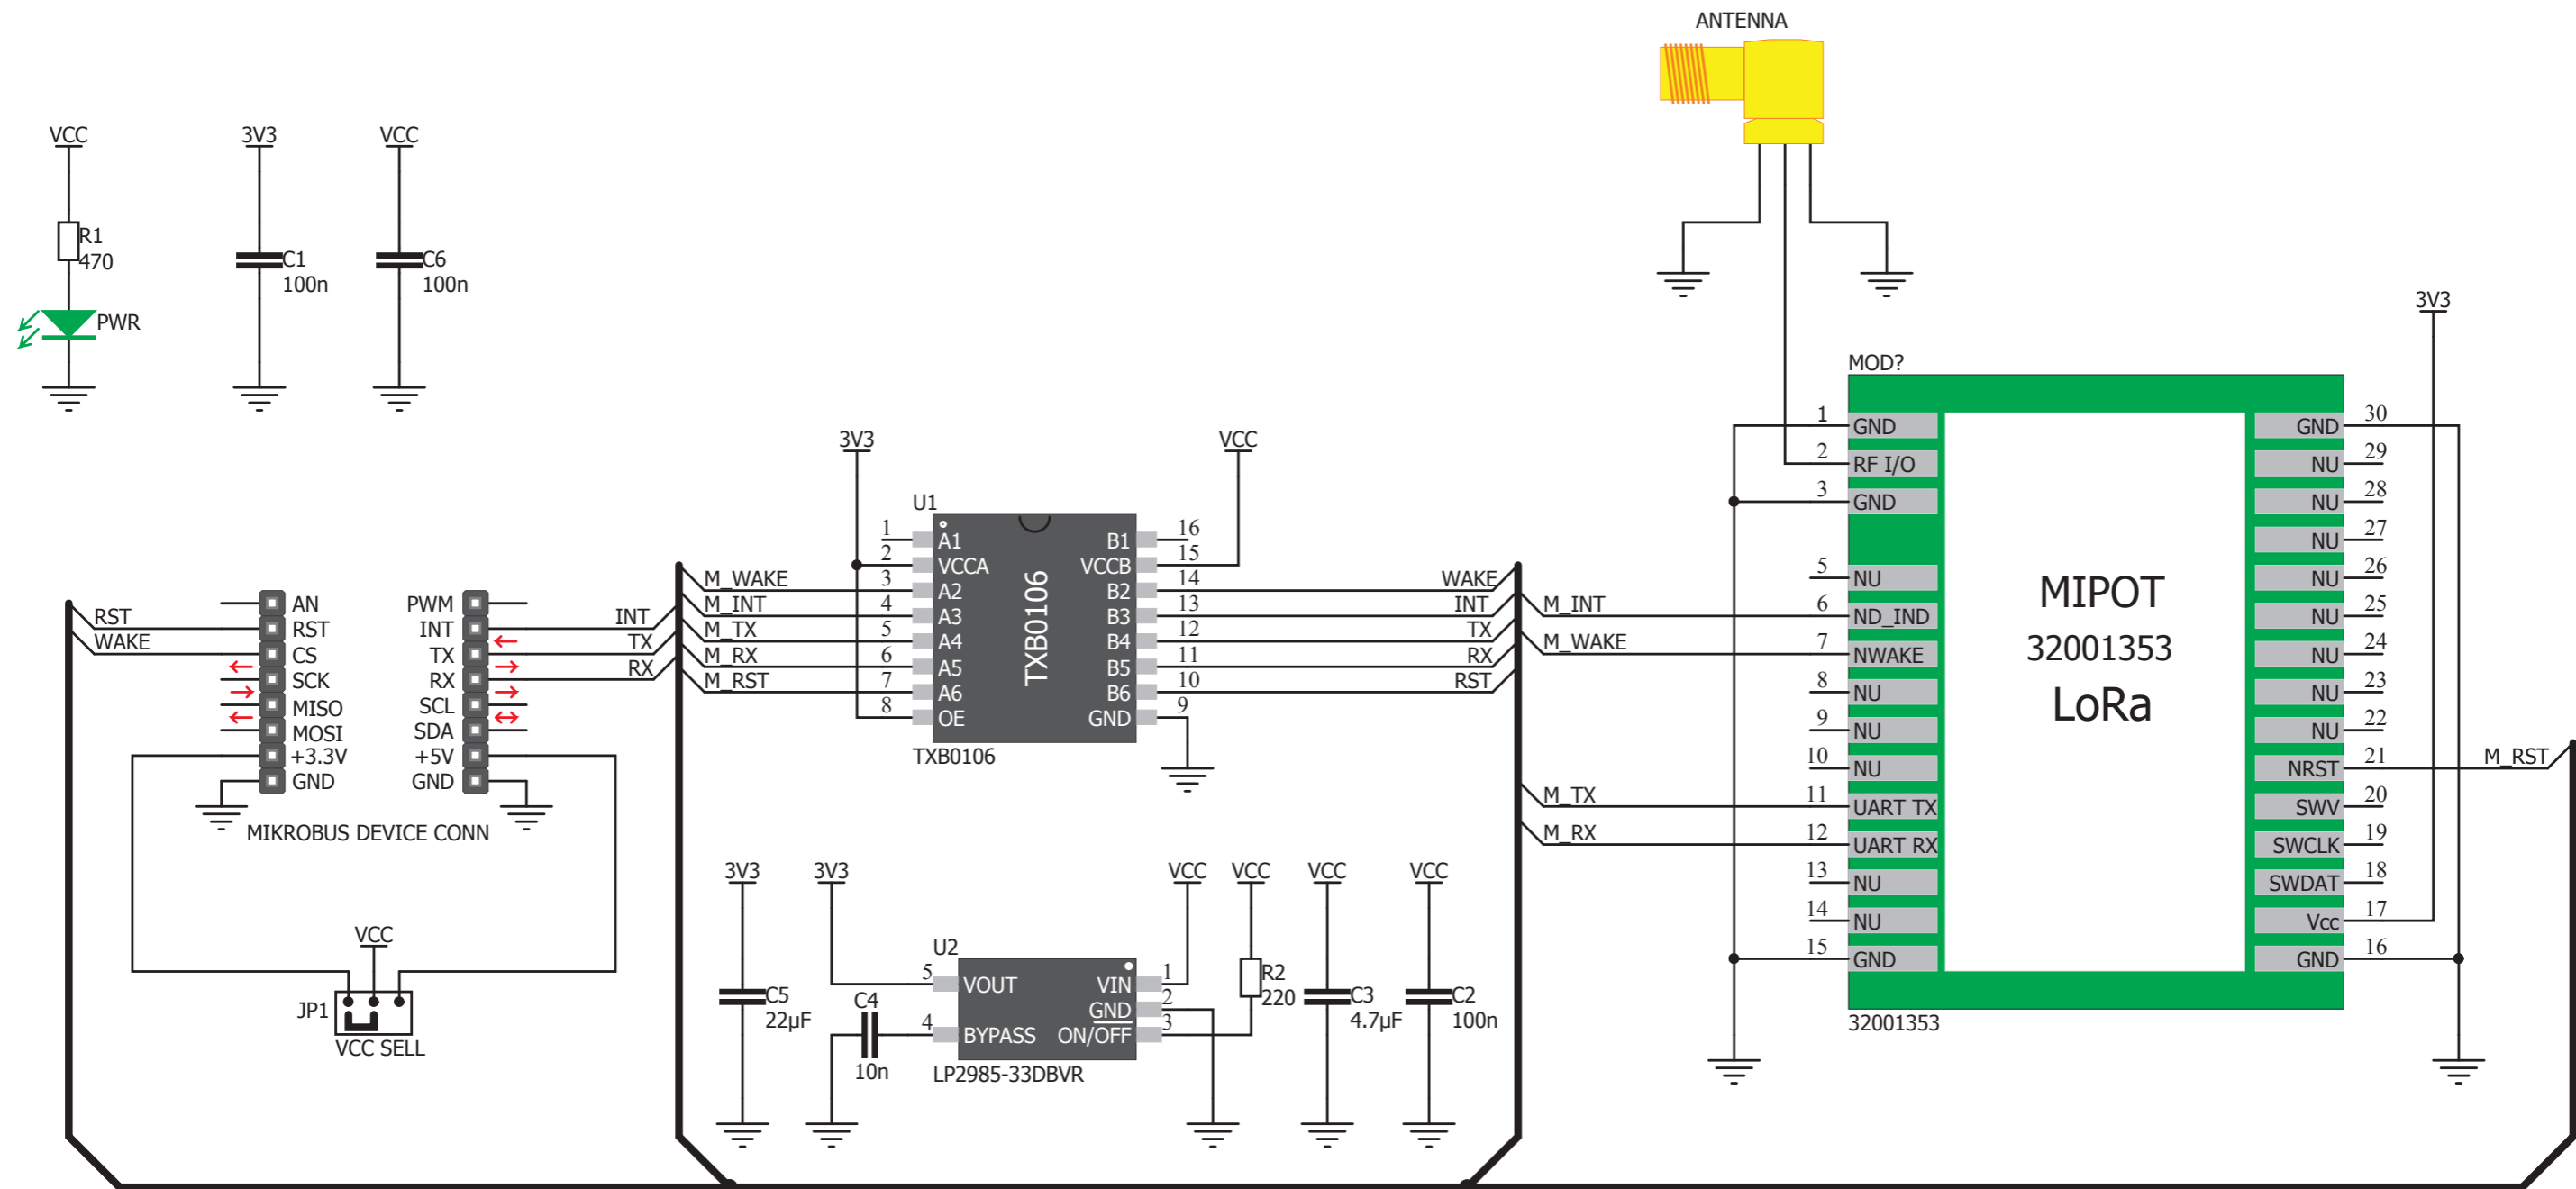 ANTENNA
VCC
3V3
VCC
R1
470
C1
100n
C6
100n
PWR
3V3
MOD?
1
GND
2
RF I/O
3
GND
5
NU
6
ND_IND
7
NWAKE
8
NU
9
NU
10
NU
11
UART TX
12
UART RX
13
NU
14
NU
15
GND
MIPOT
32001353
LoRa
GND
30
NU
29
NU
28
NU
27
NU
26
NU
25
NU
24
NU
23
NU
22
NRST
21
SWV
20
SWCLK
19
SWDAT
18
Vcc
17
GND
16
32001353
M_RST
M_INT
M_WAKE
M_TX
M_RX
3V3
VCC
U1
1
A1
2
VCCA
3
A2
4
A3
5
A4
6
A5
7
A6
8
OE
TXB0106
B1
16
VCCB
15
B2
14
B3
13
B4
12
B5
11
B6
10
GND
9
TXB0106
M_WAKE
M_INT
M_TX
M_RX
M_RST
WAKE
INT
TX
RX
RST
RST
WAKE
AN
RST
CS
SCK
MISO
MOSI
+3.3V
GND
PWM
INT
TX
RX
SCL
SDA
+5V
GND
INT
TX
RX
MIKROBUS DEVICE CONN
VCC
JP1
VCC SELL
3V3
3V3
VCC
VCC
VCC
VCC
C5
22µF
C4
10n
U2
5
VOUT
4
BYPASS
VIN
1
GND
2
ON/OFF
3
LP2985-33DBVR
R2
220
C3
4.7µF
C2
100n